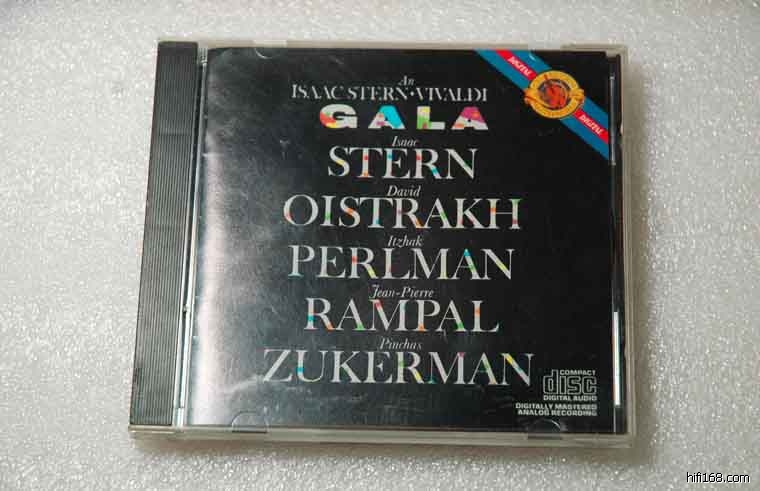 An
ISAAC STERN • VIVALDI
GALA
Isaac
STERN
David
OISTRAKH
Itzhak
PERLMAN
Jean-Pierre
RAMPAL
Pinchas
ZUKERMAN
DIGITAL
DIGITAL
COMPACT
disc
DIGITAL AUDIO
DIGITALLY MASTERED
ANALOG RECORDING
hifi168.com